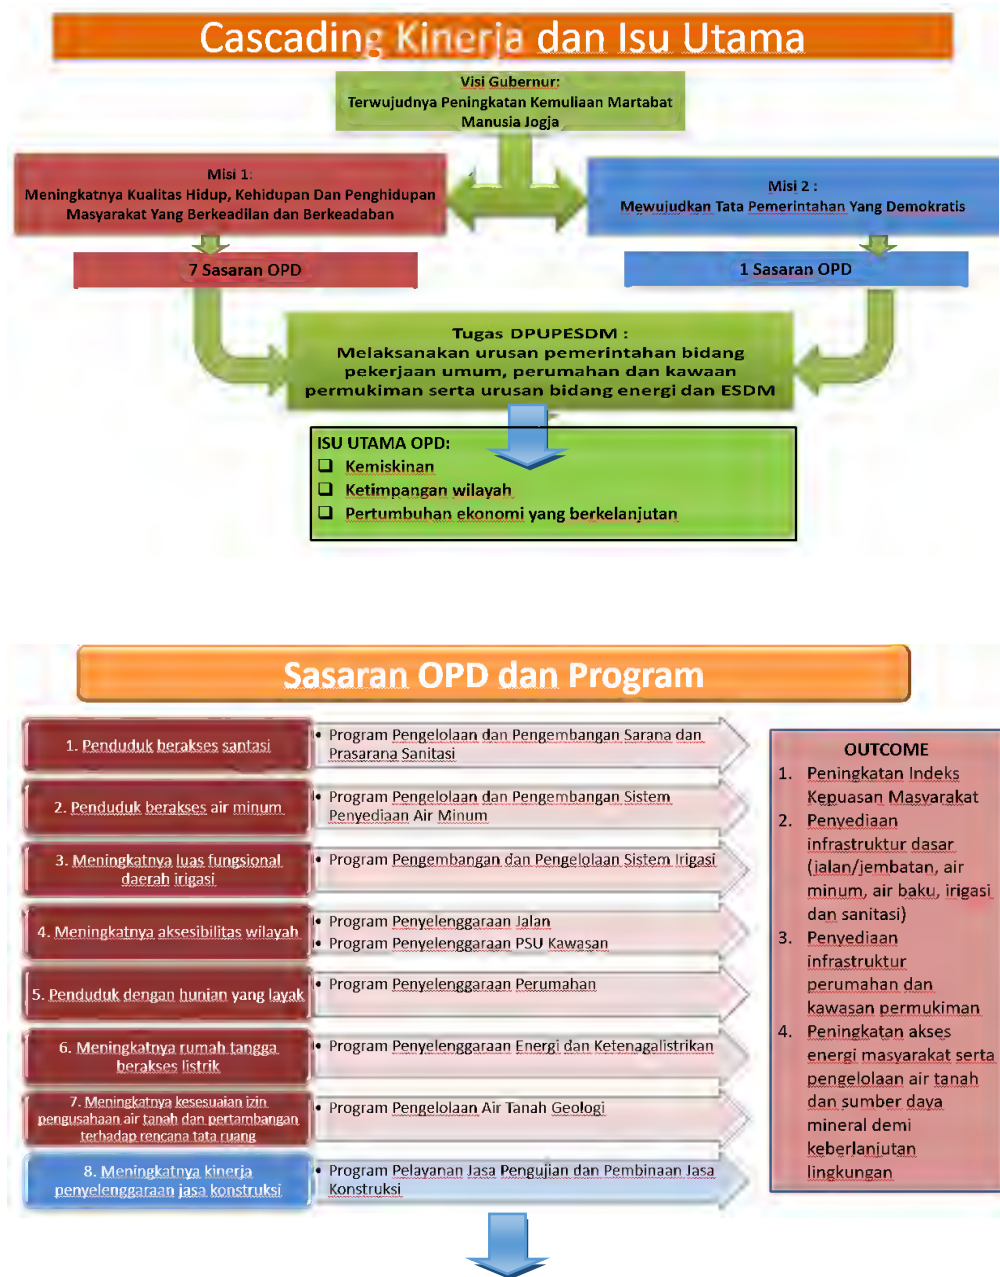 Cascading Kinerja dan Isu Utama
Visi Gubernur:
Terwujudnya Peningkatan Kemuliaan Martabat
Manusia Jogja
Misi 1:
Meningkatnya Kualitas Hidup, Kehidupan Dan Penghidupan
Masyarakat Yang Berkeadilan dan Berkeadaban
Misi 2 :
Mewujudkan Tata Pemerintahan Yang Demokratis
7 Sasaran OPD
1 Sasaran OPD
Tugas DPUPESDM :
Melaksanakan urusan pemerintahan bidang
pekerjaan umum, perumahan dan kawaan
permukiman serta urusan bidang energi dan ESDM
ISU UTAMA OPD:
❑ Kemiskinan
❑ Ketimpangan wilayah
❑ Pertumbuhan ekonomi yang berkelanjutan
Sasaran OPD dan Program
1. Penduduk berakses santasi
• Program Pengelolaan dan Pengembangan Sarana dan
Prasarana Sanitasi
2. Penduduk berakses air minum
• Program Pengelolaan dan Pengembangan Sistem
Penyediaan Air Minum
3. Meningkatnya luas fungsional
daerah irigasi
• Program Pengembangan dan Pengelolaan Sistem Irigasi
4. Meningkatnya aksesibilitas wilayah
• Program Penyelenggaraan Jalan
• Program Penyelenggaraan PSU Kawasan
5. Penduduk dengan hunian yang layak
• Program Penyelenggaraan Perumahan
6. Meningkatnya rumah tangga
berakses listrik
• Program Penyelenggaraan Energi dan Ketenagalistrikan
7. Meningkatnya kesesuaian izin
pengusahaan air tanah dan pertambangan
terhadap rencana tata ruang
• Program Pengelolaan Air Tanah Geologi
8. Meningkatnya kinerja
penyelenggaraan jasa konstruksi
• Program Pelayanan Jasa Pengujian dan Pembinaan Jasa
Konstruksi
OUTCOME
1. Peningkatan Indeks
Kepuasan Masyarakat
2. Penyediaan
infrastruktur dasar
(jalan/jembatan, air
minum, air baku, irigasi
dan sanitasi)
3. Penyediaan
infrastruktur
perumahan dan
kawasan permukiman
4. Peningkatan akses
energi masyarakat serta
pengelolaan air tanah
dan sumber daya
mineral demi
keberlanjutan
lingkungan